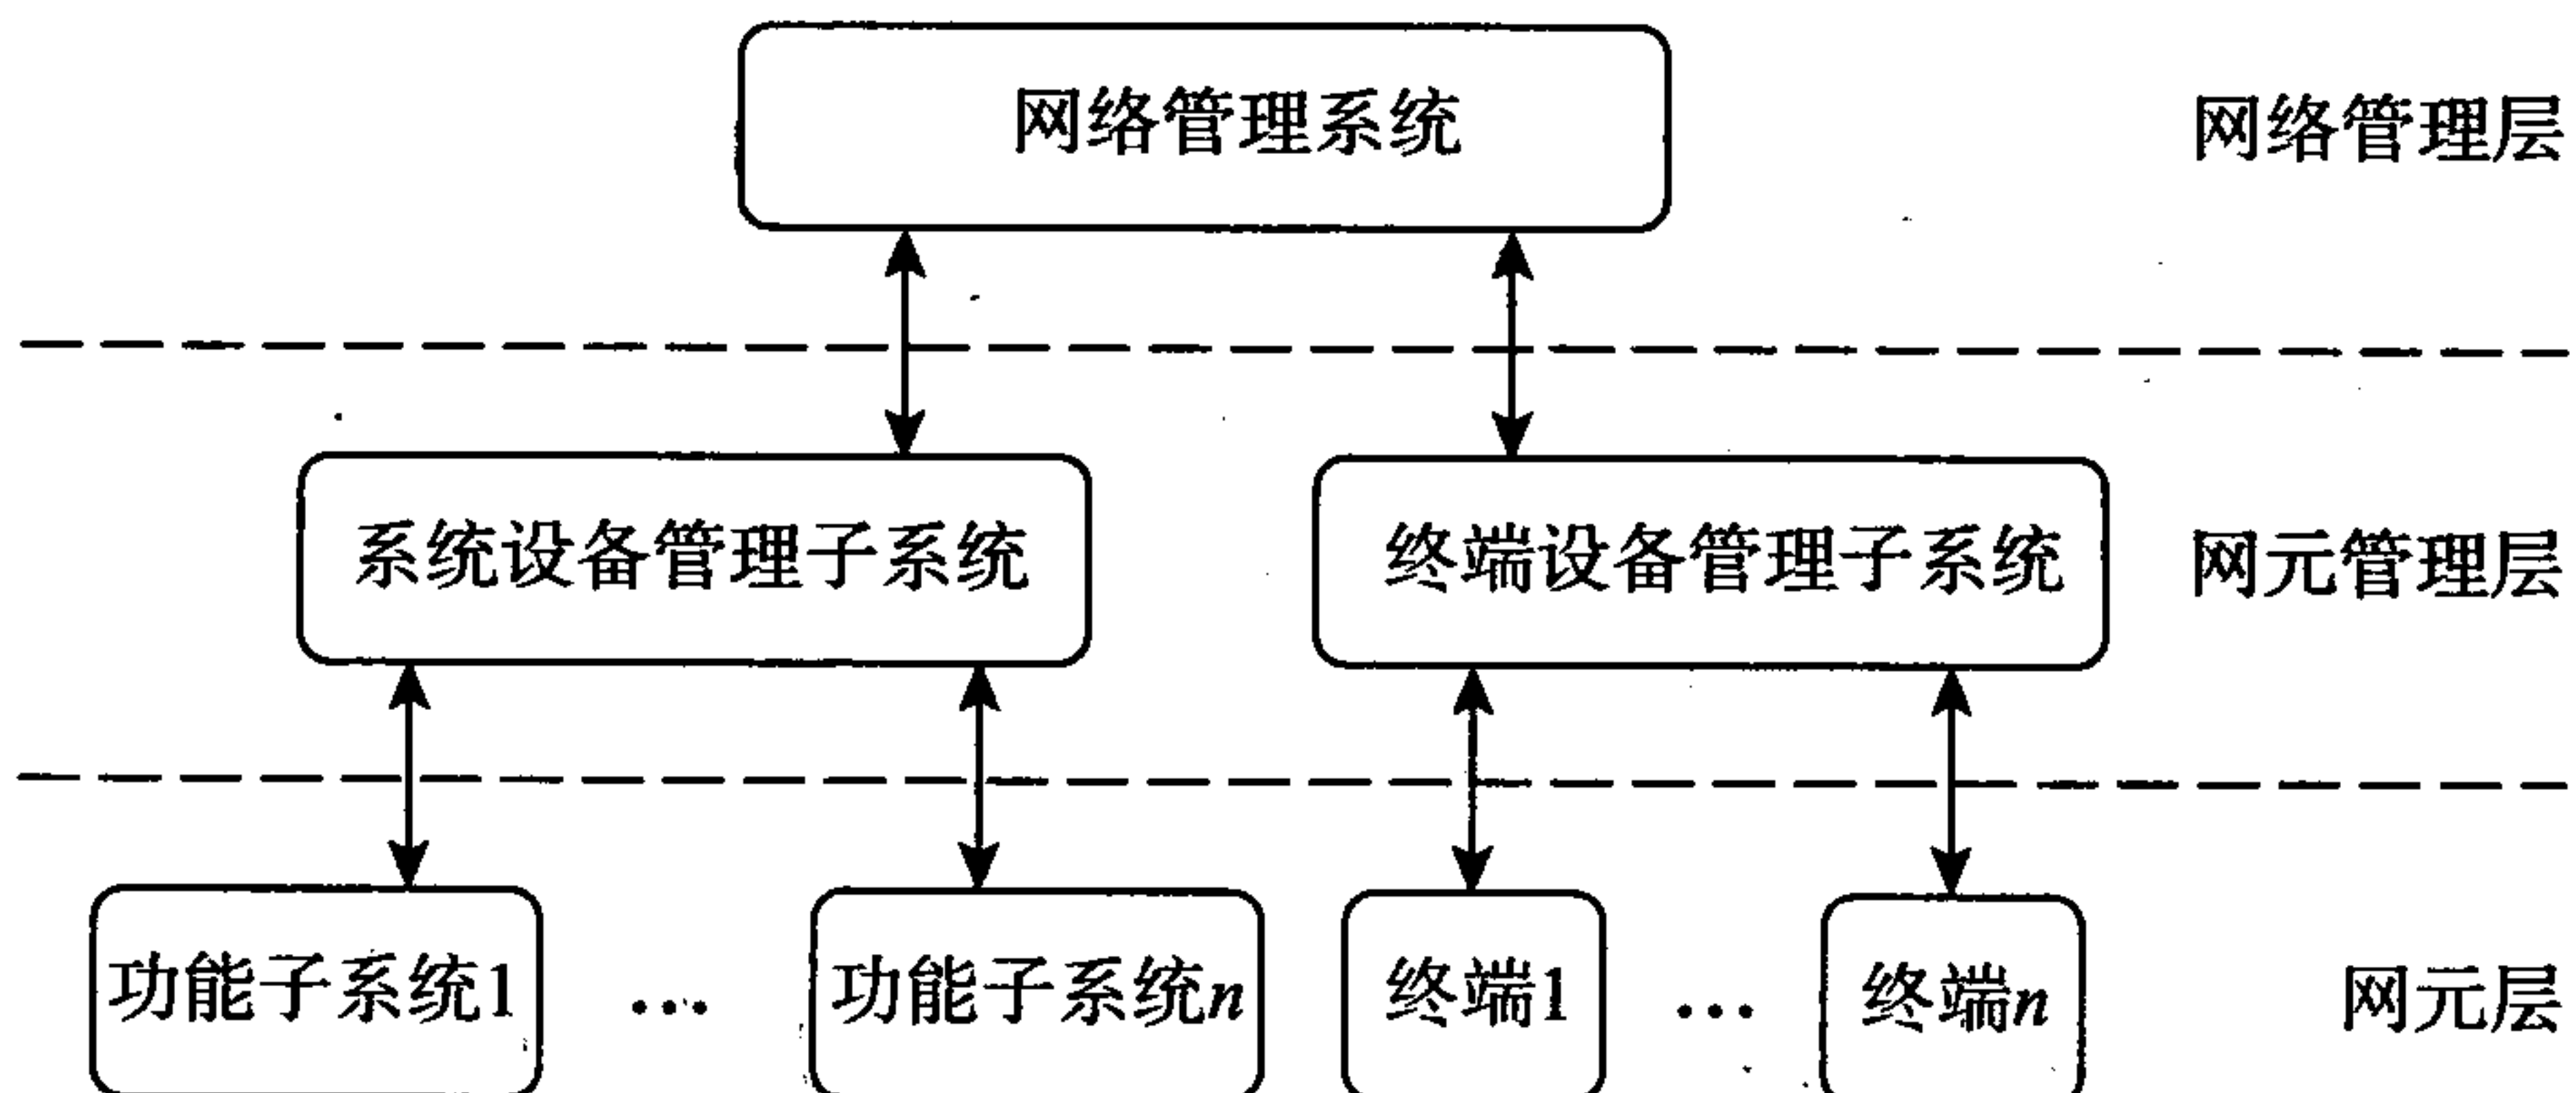 网络管理系统
网络管理层
系统设备管理子系统
终端设备管理子系统
网元管理层
功能子系统1
…
功能子系统n
终端1
…
终端n
网元层